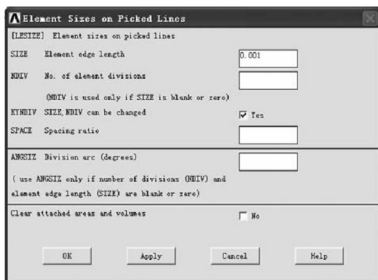 Element Sizes on Picked Lines
[LESIZE] Element sizes on picked lines
SIZE Element edge length 0.001
NDIV No. of element divisions
(NDIV is used only if SIZE is blank or zero)
KYNDIV SIZE,NDIV can be changed Yes
SPACE Spacing ratio
ANGSIZ Division arc (degrees)
( use ANGSIZ only if number of divisions (NDIV) and
element edge length (SIZE) are blank or zero)
Clear attached areas and volumes No
OK Apply Cancel Help